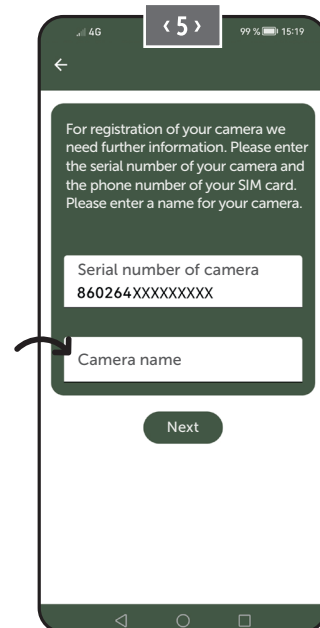 4G
‹ 5 ›
99 % 15:19
For registration of your camera we
need further information. Please enter
the serial number of your camera and
the phone number of your SIM card.
Please enter a name for your camera.
Serial number of camera
860264XXXXXXXXX
Camera name
Next